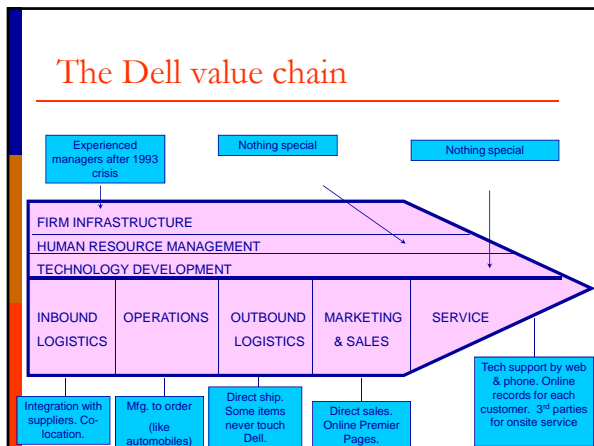 The Dell value chain
Experienced
managers after 1993
crisis
Nothing special
Nothing special
FIRM INFRASTRUCTURE
HUMAN RESOURCE MANAGEMENT
TECHNOLOGY DEVELOPMENT
INBOUND
LOGISTICS
OPERATIONS
OUTBOUND
LOGISTICS
MARKETING
& SALES
SERVICE
Integration with
suppliers. Co-
location.
Mfg. to order
(like
automobiles)
Direct ship.
Some items
never touch
Dell.
Direct sales.
Online Premier
Pages.
Tech support by web
& phone. Online
records for each
customer. 3rd parties
for onsite service